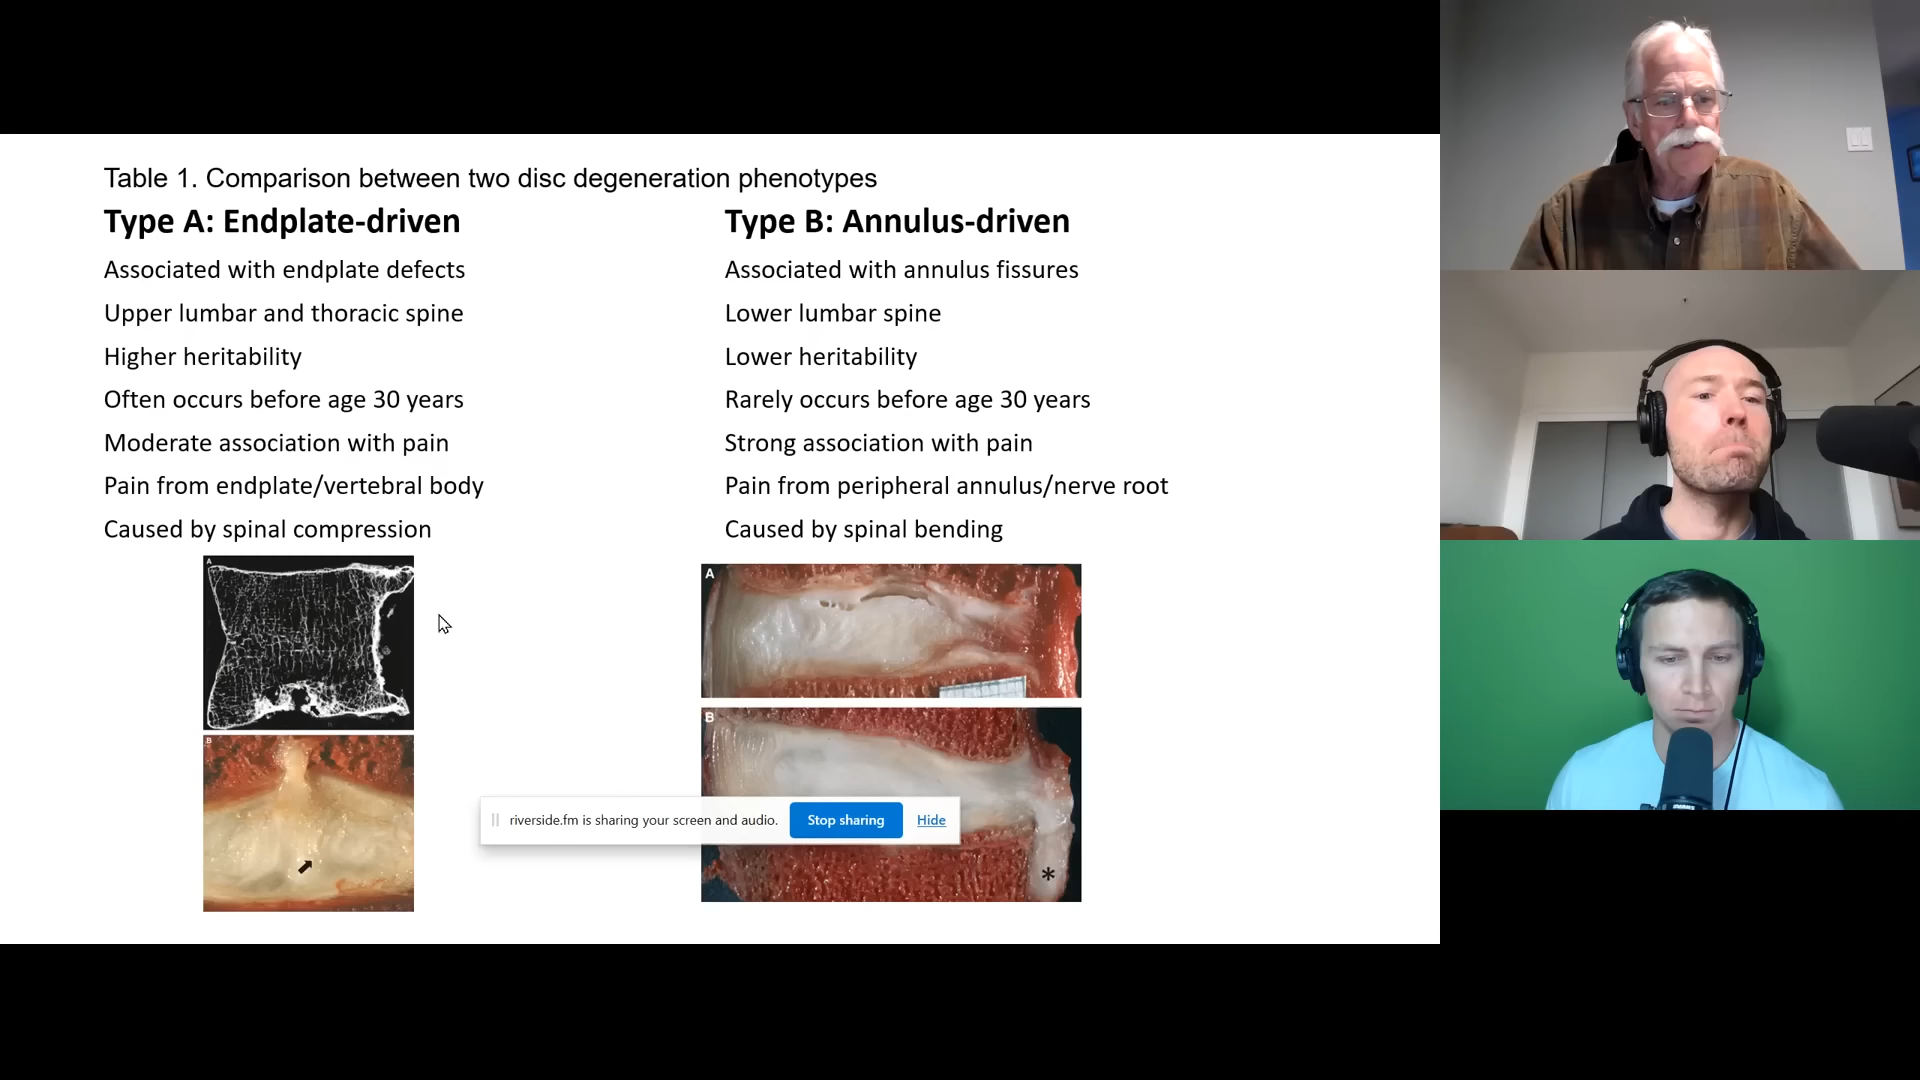 Table 1. Comparison between two disc degeneration phenotypes
Type A: Endplate-driven
Associated with endplate defects
Upper lumbar and thoracic spine
Higher heritability
Often occurs before age 30 years
Moderate association with pain
Pain from endplate/vertebral body
Caused by spinal compression
A
B
Type B: Annulus-driven
Associated with annulus fissures
Lower lumbar spine
Lower heritability
Rarely occurs before age 30 years
Strong association with pain
Pain from peripheral annulus/nerve root
Caused by spinal bending
A
B
*
riverside.fm is sharing your screen and audio. Stop sharing Hide